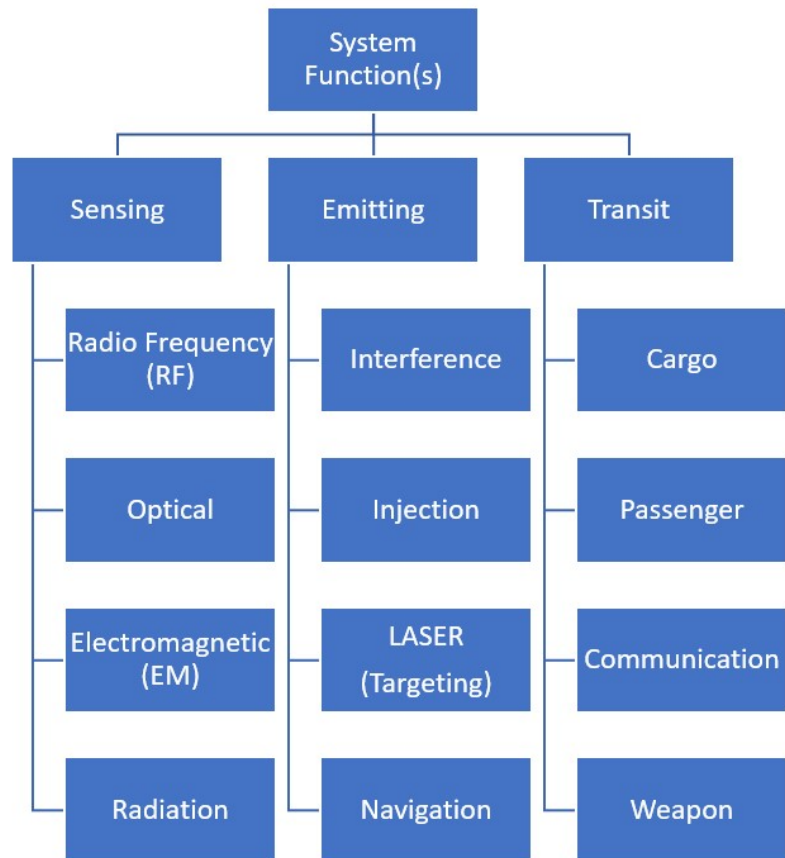 System
Function(s)
Sensing
Emitting
Transit
Radio Frequency
(RF)
Interference
Cargo
Optical
Injection
Passenger
Electromagnetic
(EM)
LASER
(Targeting)
Communication
Radiation
Navigation
Weapon